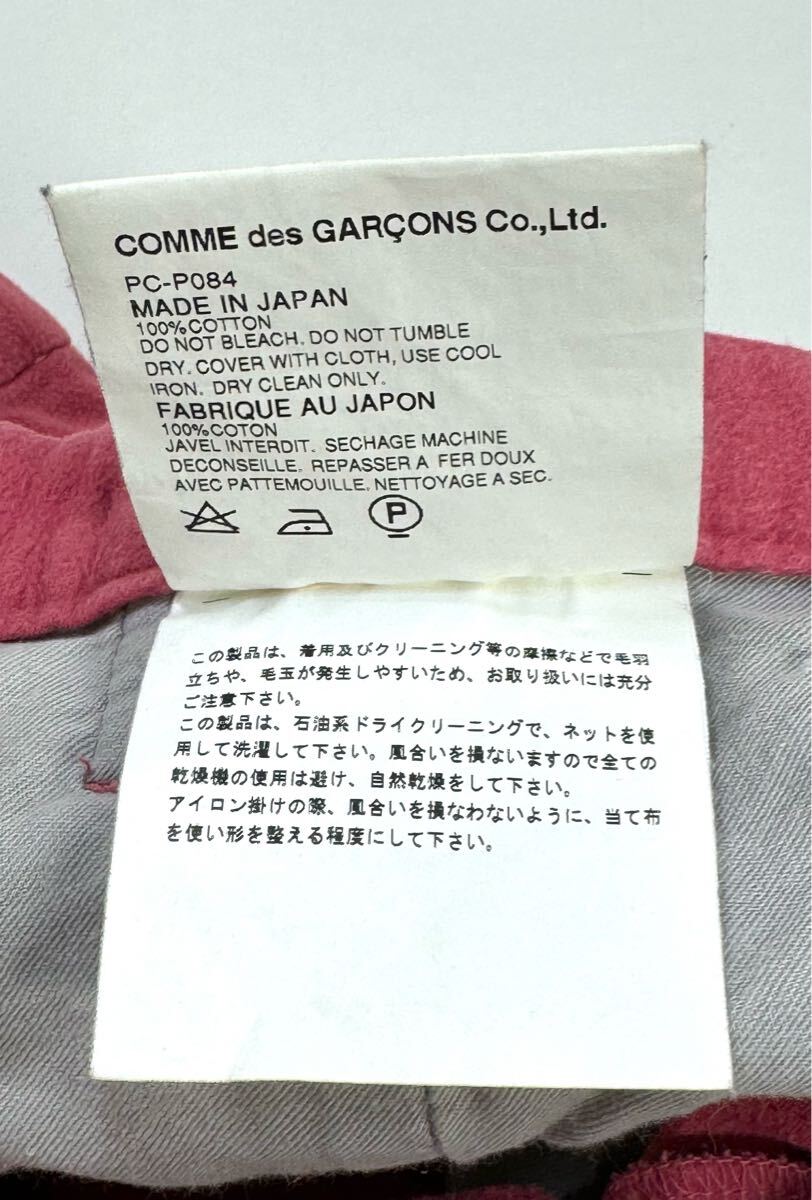 COMME des GARÇONS Co.,Ltd.
PC-P084
MADE IN JAPAN
100%COTTON
DO NOT BLEACH. DO NOT TUMBLE
DRY. COVER WITH CLOTH, USE COOL
IRON. DRY CLEAN ONLY.
FABRIQUE AU JAPON
100%COTON
JAVEL INTERDIT. SECHAGE MACHINE
DECONSEILLE. REPASSER A FER DOUX
AVEC PATTEMOUILLE. NETTOYAGE A SEC.
P
この製品は、着用及びクリーニング等の摩擦などで毛羽
立ちや、毛玉が発生しやすいため、お取り扱いには充分
ご注意下さい。
この製品は、石油系ドライクリーニングで、ネットを使
用して洗濯して下さい。風合いを損ないますので全ての
乾燥機の使用は避け、自然乾燥をして下さい。
アイロン掛けの際、風合いを損なわないように、当て布
を使い形を整える程度にして下さい。